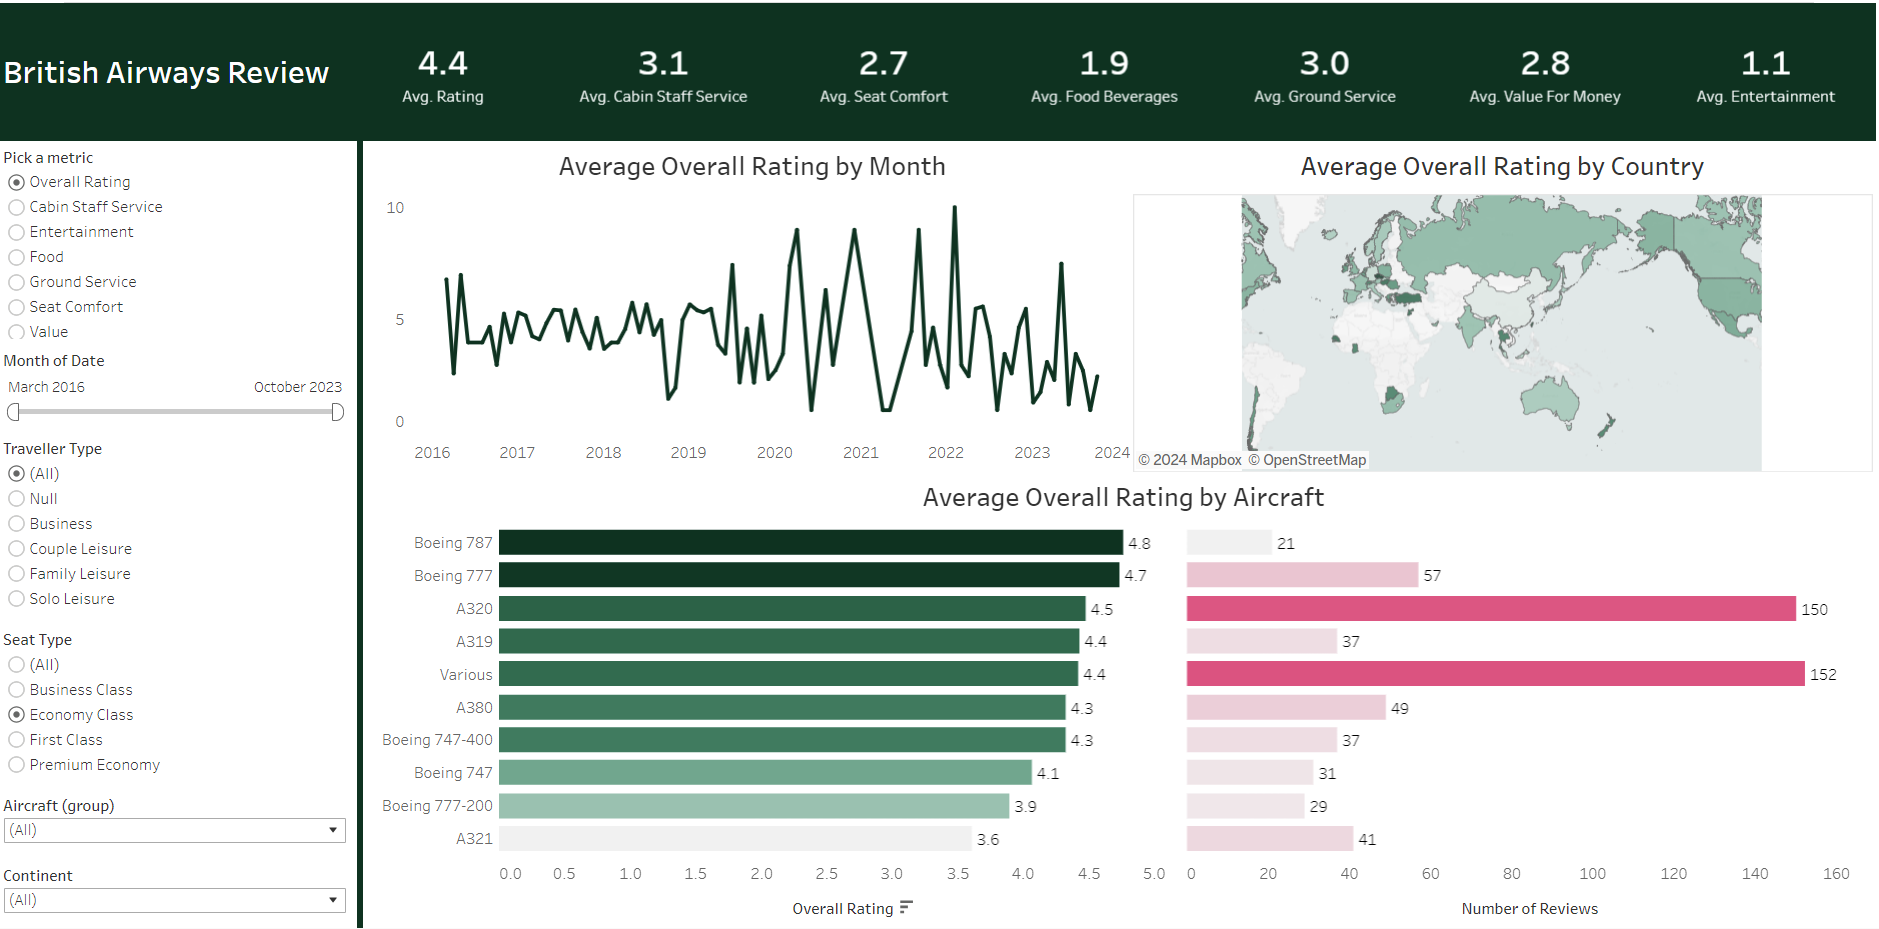 British Airways Review
4.4
Avg. Rating
3.1
Avg. Cabin Staff Service
2.7
Avg. Seat Comfort
1.9
Avg. Food Beverages
3.0
Avg. Ground Service
2.8
Avg. Value For Money
1.1
Avg. Entertainment
Pick a metric
Overall Rating
Cabin Staff Service
Entertainment
Food
Ground Service
Seat Comfort
Value
Month of Date
March 2016 October 2023
Traveller Type
(All)
Null
Business
Couple Leisure
Family Leisure
Solo Leisure
Seat Type
(All)
Business Class
Economy Class
First Class
Premium Economy
Aircraft (group)
(All)
Continent
(All)
Average Overall Rating by Month
10
5
0
2016 2017 2018 2019 2020 2021 2022 2023 2024
Average Overall Rating by Country
© 2024 Mapbox © OpenStreetMap
Average Overall Rating by Aircraft
Boeing 787 4.8 21
Boeing 777 4.7 57
A320 4.5 150
A319 4.4 37
Various 4.4 152
A380 4.3 49
Boeing 747-400 4.3 37
Boeing 747 4.1 31
Boeing 777-200 3.9 29
A321 3.6 41
0.0 0.5 1.0 1.5 2.0 2.5 3.0 3.5 4.0 4.5 5.0 0 20 40 60 80 100 120 140 160
Overall Rating Number of Reviews